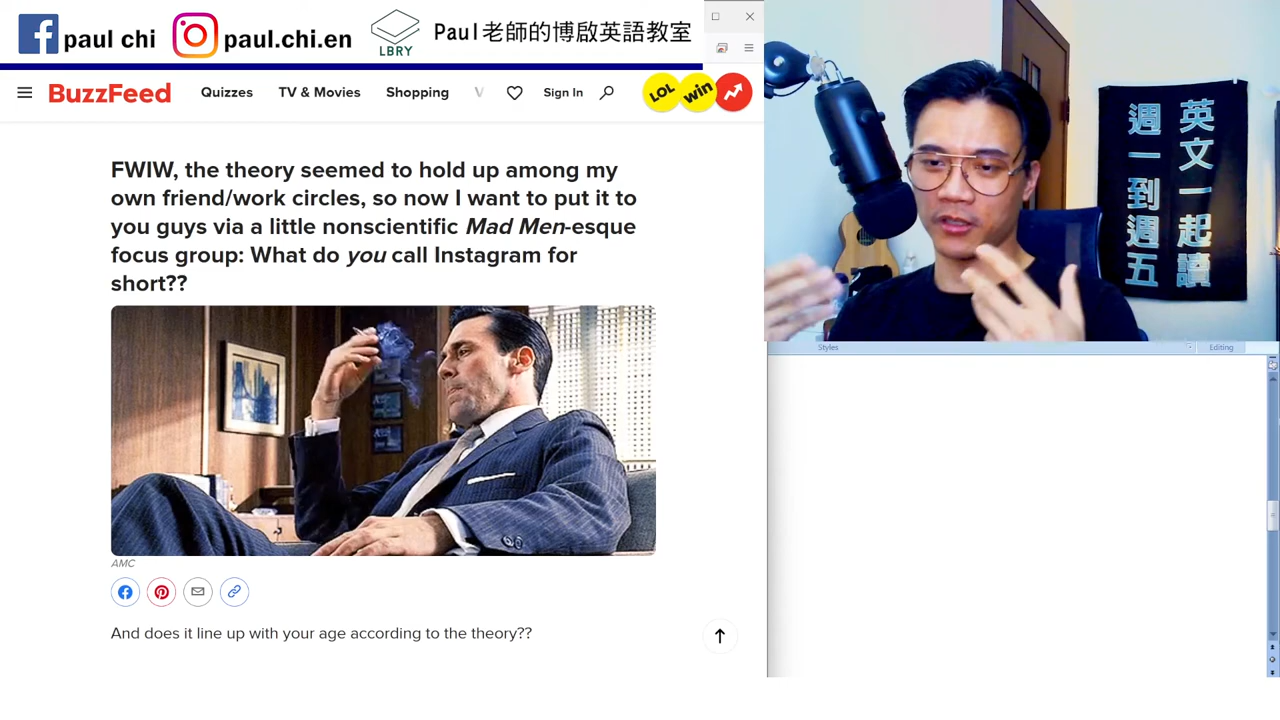 paul chi
paul.chi.en
LBRY
Paul老師的博啟英語教室
BuzzFeed
Quizzes
TV & Movies
Shopping
V
Sign In
LOL
win
FWIW, the theory seemed to hold up among my
own friend/work circles, so now I want to put it to
you guys via a little nonscientific Mad Men-esque
focus group: What do you call Instagram for
short??
AMC
And does it line up with your age according to the theory??
英文一起讀
週一到週五
Styles
Editing